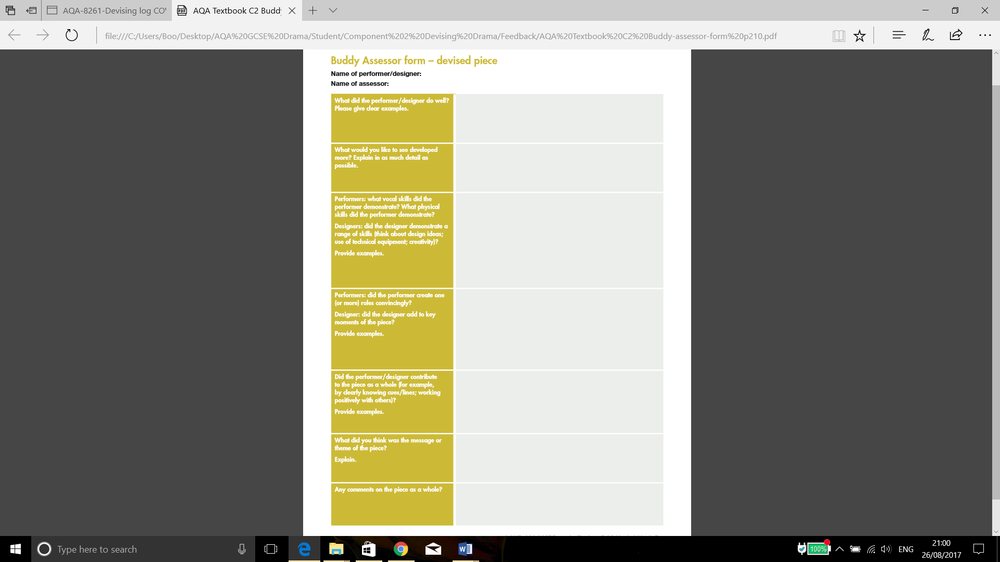 AQA-8261-Devising log CO
AQA Textbook C2 Budd
file:///C:/Users/Boo/Desktop/AQA%20GCSE%20Drama/Student/Component%202%20Devising%20Drama/Feedback/AQA%20Textbook%20C2%20Buddy-assessor-form%20p210.pdf
Buddy Assessor form – devised piece
Name of performer/designer:
Name of assessor:
What did the performer/designer do well?
Please give clear examples.
What would you like to see developed
more? Explain in as much detail as
possible.
Performers: what vocal skills did the
performer demonstrate? What physical
skills did the performer demonstrate?
Designers: did the designer demonstrate a
range of skills (think about design ideas;
use of technical equipment; creativity)?
Provide examples.
Performers: did the performer create one
(or more) roles convincingly?
Designer: did the designer add to key
moments of the piece?
Provide examples.
Did the performer/designer contribute
to the piece as a whole (for example,
by clearly knowing cues/lines; working
positively with others)?
Provide examples.
What did you think was the message or
theme of the piece?
Explain.
Any comments on the piece as a whole?
Type here to search
100%
ENG
21:00
26/08/2017